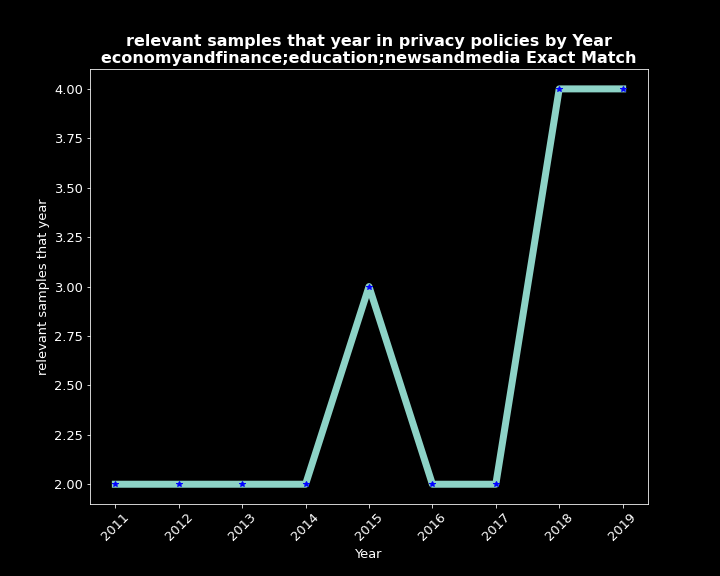 relevant samples that year in privacy policies by Year
economyandfinance;education;newsandmedia Exact Match
4.00
3.75
3.50
3.25
3.00
2.75
2.50
2.25
2.00
relevant samples that year
2011 2012 2013 2014 2015 2016 2017 2018 2019
Year